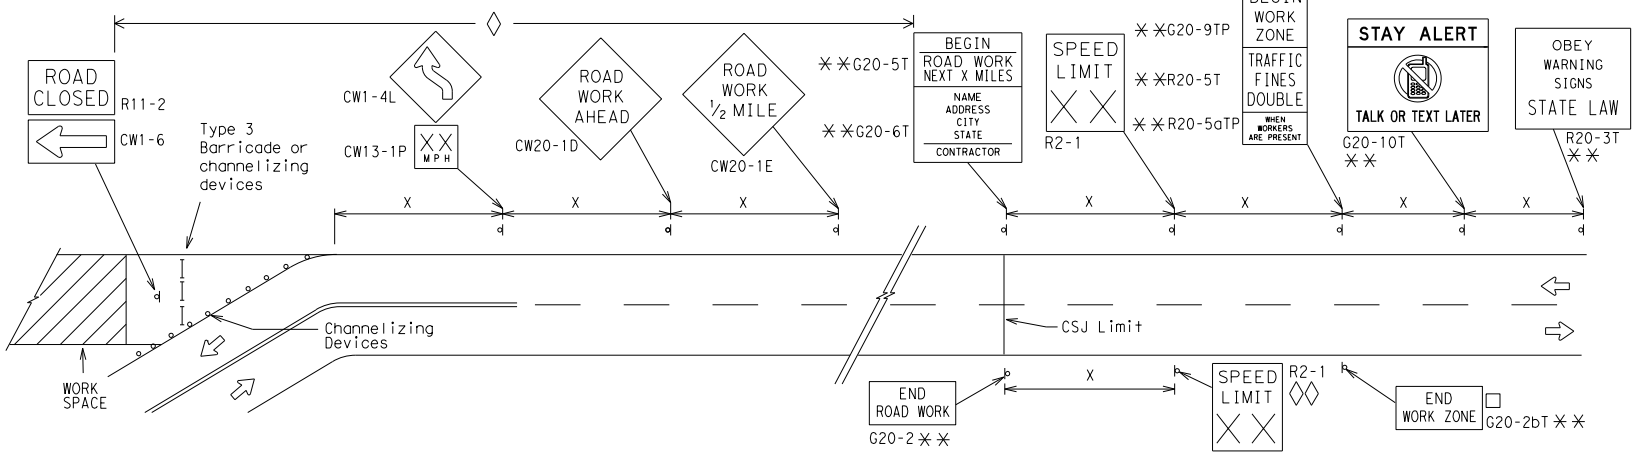 ROAD
CLOSED
R11-2
CW1-6
Type 3
Barricade or
channelizing
devices
CW1-4L
CW13-1P
XX
MPH
ROAD
WORK
AHEAD
CW20-1D
ROAD
WORK
1/2 MILE
CW20-1E
**G20-5T
**G20-6T
BEGIN
ROAD WORK
NEXT X MILES
NAME
ADDRESS
CITY
STATE
CONTRACTOR
SPEED
LIMIT
XX
R2-1
**G20-9TP
**R20-5T
**R20-5aTP
BEGIN
WORK
ZONE
TRAFFIC
FINES
DOUBLE
WHEN
WORKERS
ARE PRESENT
STAY ALERT
TALK OR TEXT LATER
G20-10T
**
OBEY
WARNING
SIGNS
STATE LAW
R20-3T
**
X
X
X
X
X
X
X
Channelizing
Devices
WORK
SPACE
CSJ Limit
END
ROAD WORK
G20-2**
X
SPEED
LIMIT
XX
R2-1
END
WORK ZONE
G20-2bT**